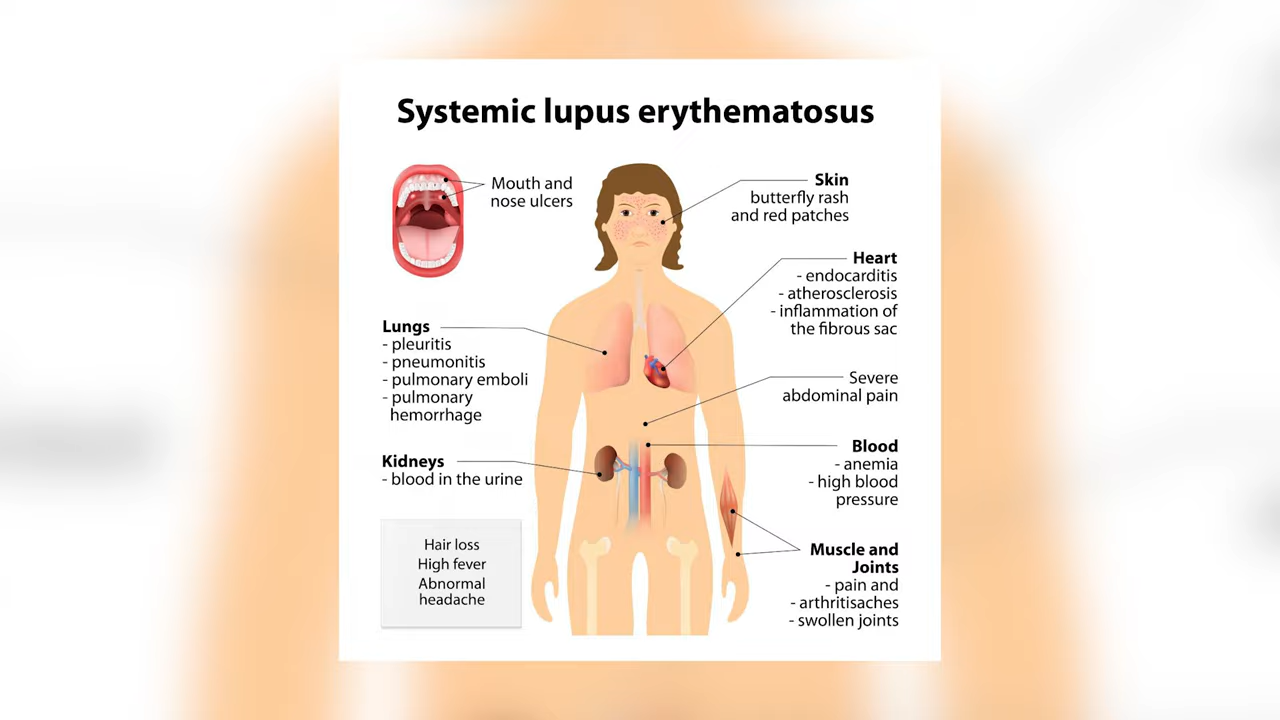 Systemic lupus erythematosus
Mouth and
nose ulcers
Skin
butterfly rash
and red patches
Heart
- endocarditis
- atherosclerosis
- inflammation of
the fibrous sac
Lungs
- pleuritis
- pneumonitis
- pulmonary emboli
- pulmonary
hemorrhage
Severe
abdominal pain
Kidneys
- blood in the urine
Blood
- anemia
- high blood
pressure
Hair loss
High fever
Abnormal
headache
Muscle and
Joints
- pain and
- arthritisaches
- swollen joints